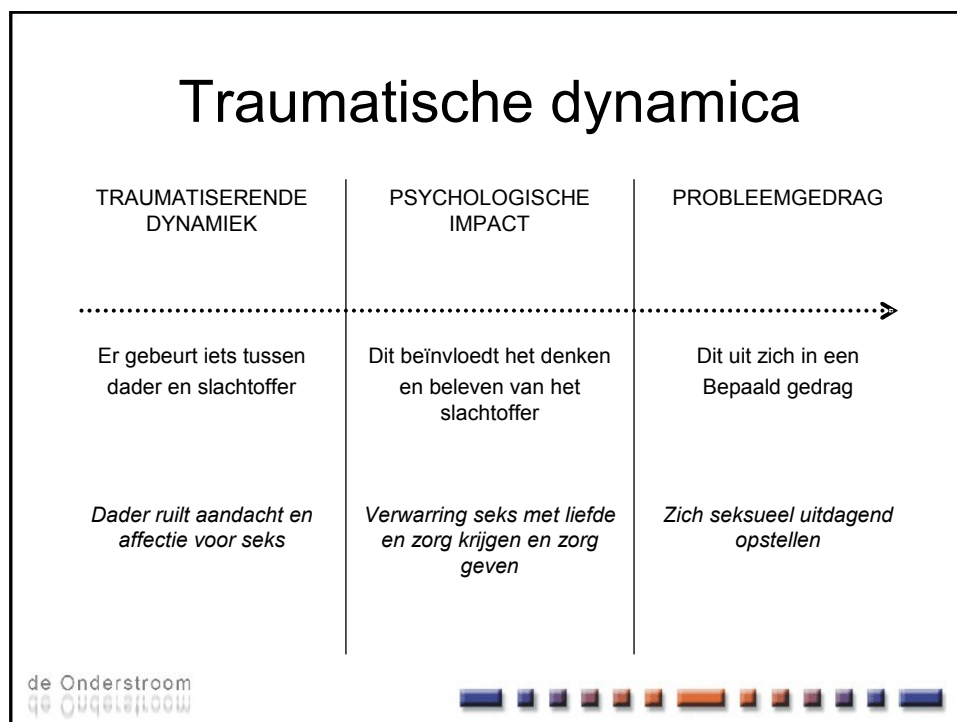 Traumatische dynamica
TRAUMATISERENDE
DYNAMIEK
PSYCHOLOGISCHE
IMPACT
PROBLEEMGEDRAG
Er gebeurt iets tussen
dader en slachtoffer
Dit beïnvloedt het denken
en beleven van het
slachtoffer
Dit uit zich in een
Bepaald gedrag
Dader ruilt aandacht en
affectie voor seks
Verwarring seks met liefde
en zorg krijgen en zorg
geven
Zich seksueel uitdagend
opstellen
de Onderstroom